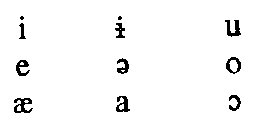 i ɨ u
e ə o
æ a ɔ